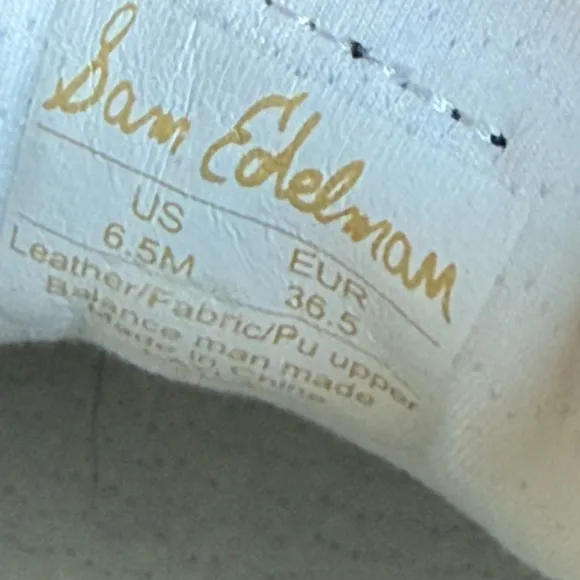 Sam Edelman
US EUR
6.5M 36.5
Leather/Fabric/Pu upper
Balance man made
Made in China